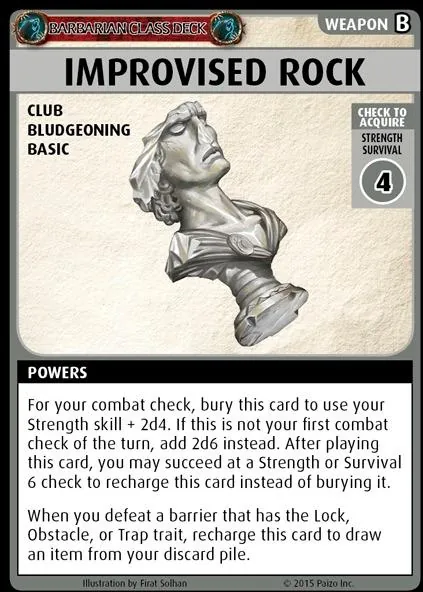 BARBARIAN CLASS DECK
WEAPON B
IMPROVISED ROCK
CLUB
BLUDGEONING
BASIC
CHECK TO
ACQUIRE
STRENGTH
SURVIVAL
4
POWERS
For your combat check, bury this card to use your
Strength skill + 2d4. If this is not your first combat
check of the turn, add 2d6 instead. After playing
this card, you may succeed at a Strength or Survival
6 check to recharge this card instead of burying it.
When you defeat a barrier that has the Lock,
Obstacle, or Trap trait, recharge this card to draw
an item from your discard pile.
Illustration by Firat Solhan
© 2015 Paizo Inc.